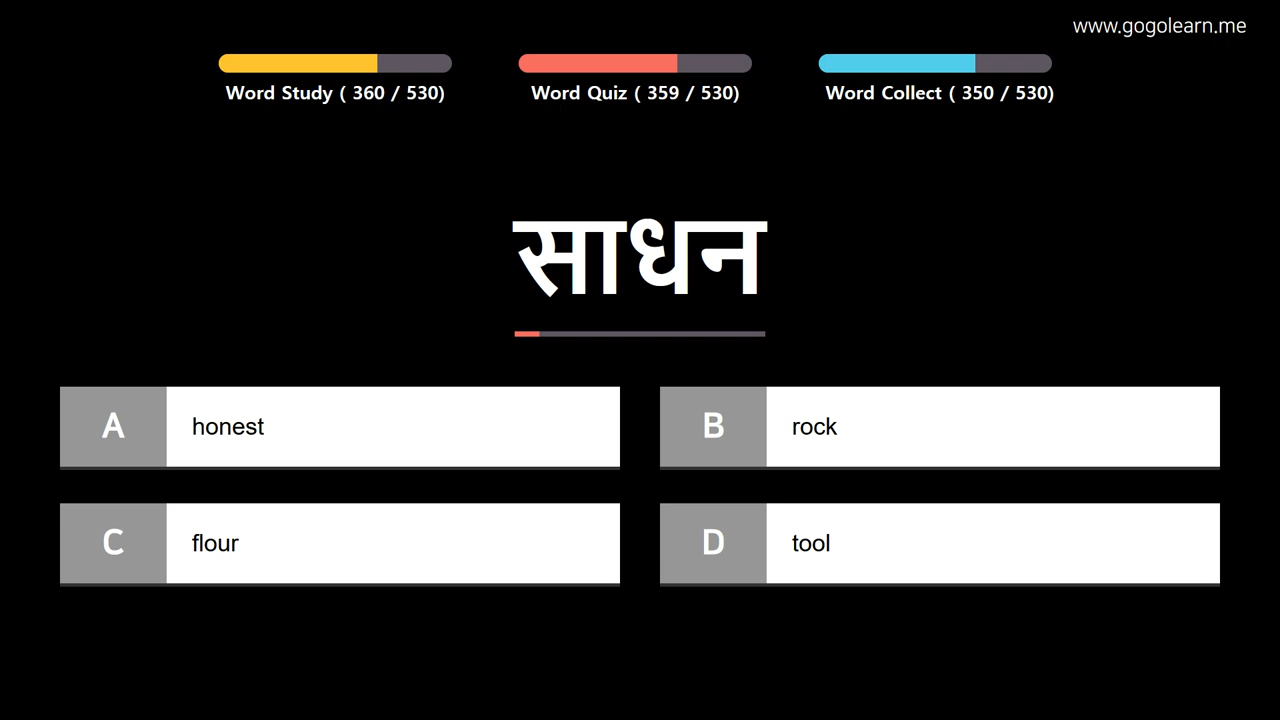 www.gogolearn.me
Word Study ( 360 / 530)
Word Quiz ( 359 / 530)
Word Collect ( 350 / 530)
साधन
A honest
B rock
C flour
D tool